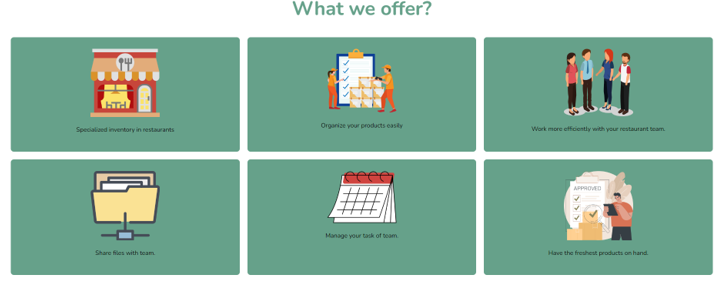 What we offer?
Specialized inventory in restaurants
Organize your products easily
Work more efficiently with your restaurant team.
Share files with team.
Manage your task of team.
APPROVED
Have the freshest products on hand.